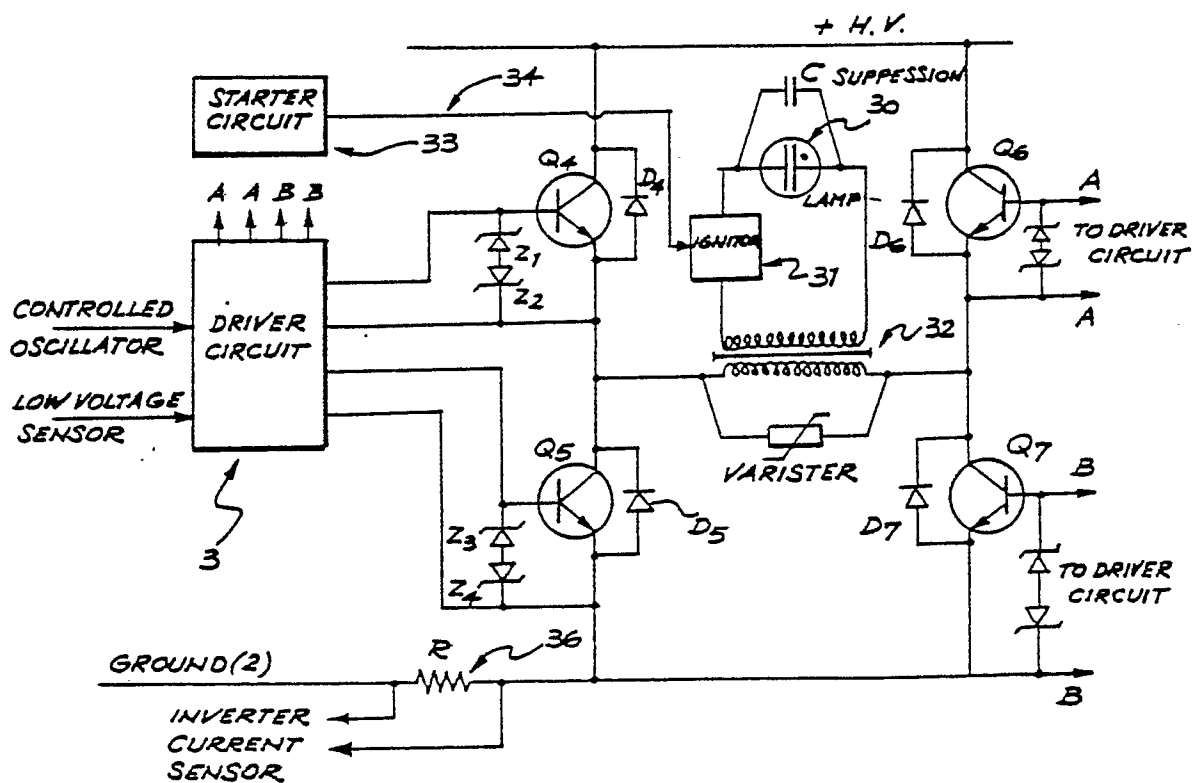 + H.V.
STARTER
CIRCUIT
34
33
C SUPPESSION
30
Q4
D4
Q6
A
A A B B
LAMP
D6
TO DRIVER
CIRCUIT
IGNITOR
31
Z1
Z2
A
CONTROLLED
OSCILLATOR
DRIVER
CIRCUIT
32
LOW VOLTAGE
SENSOR
3
Q5
VARISTER
Q7
B
Z3
Z4
D5
D7
TO DRIVER
CIRCUIT
GROUND (2)
R
36
B
INVERTER
CURRENT
SENSOR